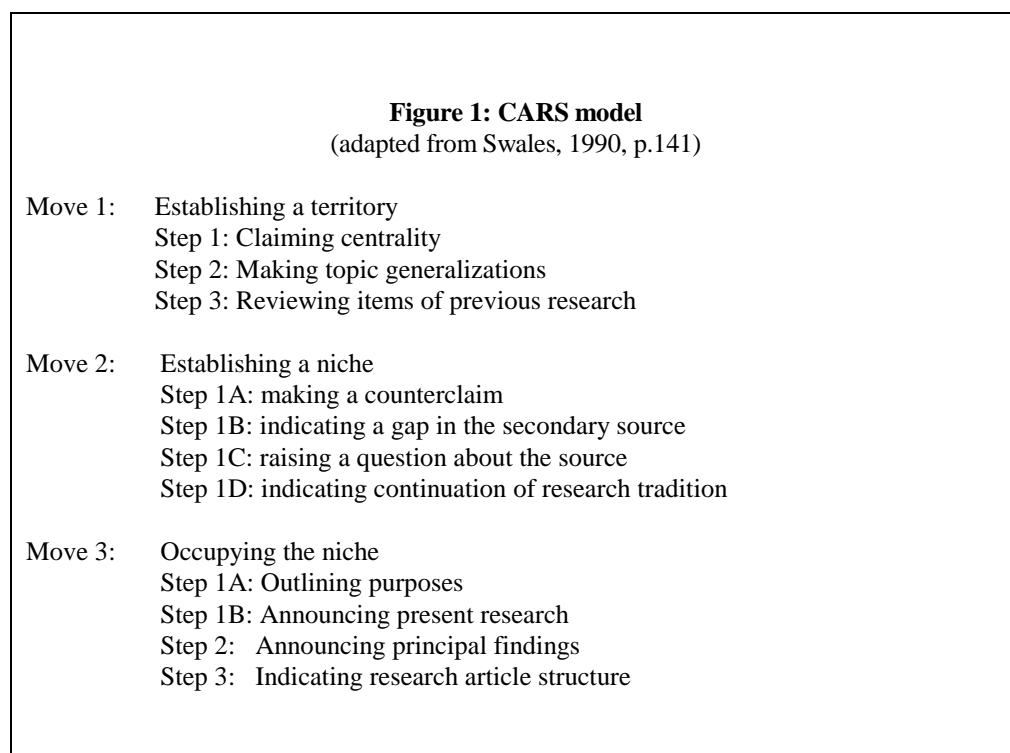 Figure 1: CARS model
(adapted from Swales, 1990, p.141)
Move 1: Establishing a territory
Step 1: Claiming centrality
Step 2: Making topic generalizations
Step 3: Reviewing items of previous research
Move 2: Establishing a niche
Step 1A: making a counterclaim
Step 1B: indicating a gap in the secondary source
Step 1C: raising a question about the source
Step 1D: indicating continuation of research tradition
Move 3: Occupying the niche
Step 1A: Outlining purposes
Step 1B: Announcing present research
Step 2: Announcing principal findings
Step 3: Indicating research article structure